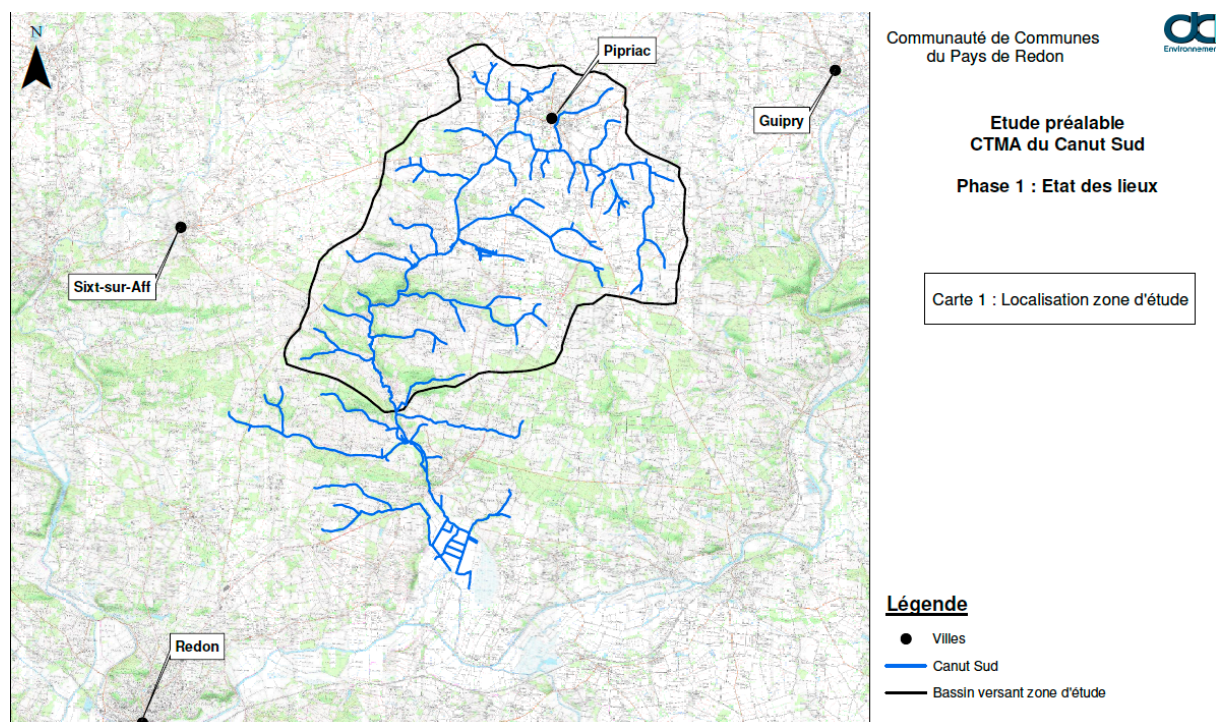 N
Pipriac
Guipry
Sixt-sur-Aff
Redon
Communauté de Communes
du Pays de Redon
Etude préalable
CTMA du Canut Sud
Phase 1 : Etat des lieux
Carte 1 : Localisation zone d'étude
Légende
Villes
Canut Sud
Bassin versant zone d'étude